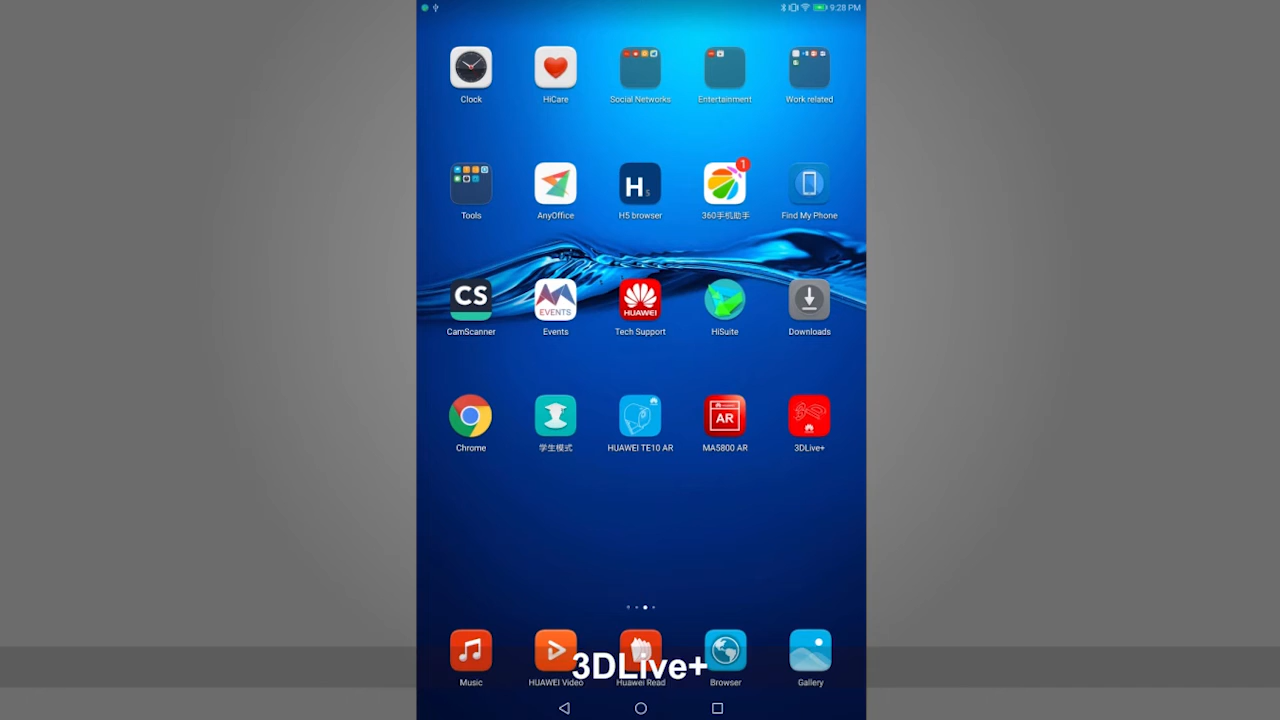 9:28 PM
Clock
HiCare
Social Networks
Entertainment
Work related
1
H5
Tools
AnyOffice
H5 browser
360手机助手
Find My Phone
CS
EVENTS
HUAWEI
CamScanner
Events
Tech Support
HiSuite
Downloads
AR
Chrome
学生模式
HUAWEI TE10 AR
MA5800 AR
3DLive+
3DLive+
Music
HUAWEI Video
Huawei Read
Browser
Gallery